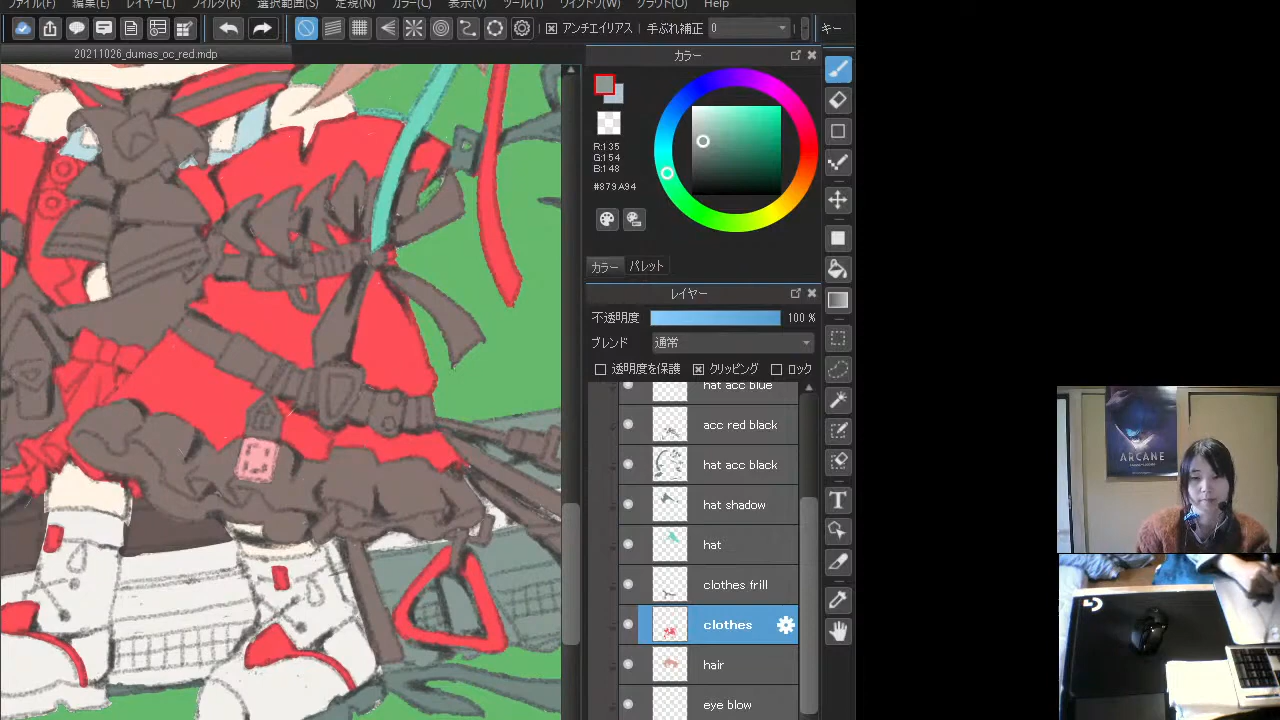 ファイル(F) 編集(E) レイヤー(L) フィルタ(R) 選択範囲(S) 定規(N) カラー(C) 表示(V) ツール(T) ウィンドウ(W) クラウド(O) Help
アンチエイリアス 手ぶれ補正 0 キー
20211026_dumas_oc_red.mdp
カラー
R:135
G:154
B:148
#879A94
カラー パレット
レイヤー
不透明度 100 %
ブレンド 通常
透明度を保護 クリッピング ロック
hat acc blue
acc red black
hat acc black
hat shadow
hat
clothes frill
clothes
hair
eye blow
T
ARCANE